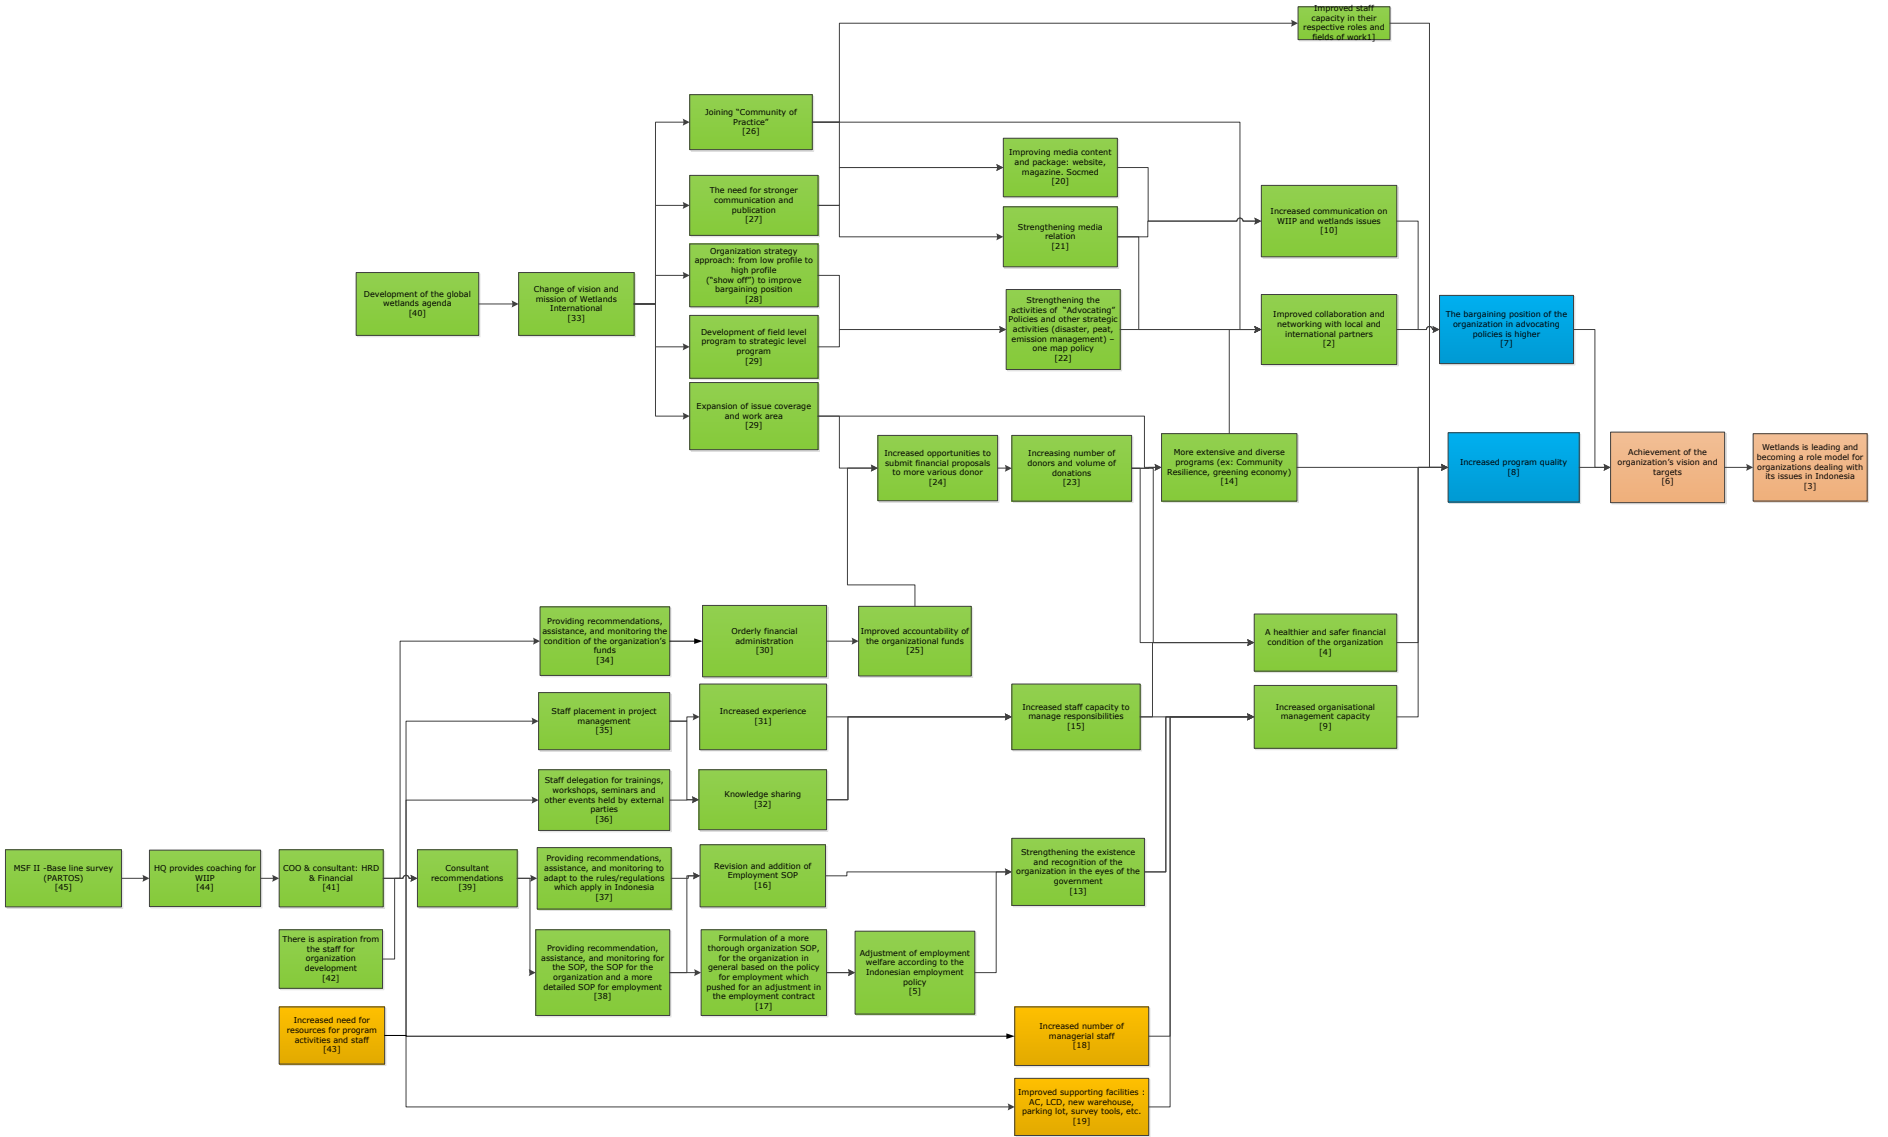 Improved staff
capacity in their
respective roles and
fields of work1]
Joining “Community of
Practice”
[26]
Improving media content
and package: website,
magazine. Socmed
[20]
The need for stronger
communication and
publication
[27]
Increased communication on
WIIP and wetlands issues
[10]
Strengthening media
relation
[21]
Organization strategy
approach: from low profile to
high profile
(“show off”) to improve
bargaining position
[28]
Development of the global
wetlands agenda
[40]
Change of vision and
mission of Wetlands
International
[33]
Strengthening the
activities of “Advocating”
Policies and other strategic
activities (disaster, peat,
emission management) –
one map policy
[22]
Improved collaboration and
networking with local and
international partners
[2]
The bargaining position of the
organization in advocating
policies is higher
[7]
Development of field level
program to strategic level
program
[29]
Expansion of issue coverage
and work area
[29]
Increased opportunities to
submit financial proposals
to more various donor
[24]
Increasing number of
donors and volume of
donations
[23]
More extensive and diverse
programs (ex: Community
Resilience, greening economy)
[14]
Increased program quality
[8]
Achievement of the
organization’s vision and
targets
[6]
Wetlands is leading and
becoming a role model for
organizations dealing with
its issues in Indonesia
[3]
Providing recommendations,
assistance, and monitoring the
condition of the organization’s
funds
[34]
Orderly financial
administration
[30]
Improved accountability of
the organizational funds
[25]
A healthier and safer financial
condition of the organization
[4]
Staff placement in project
management
[35]
Increased experience
[31]
Increased staff capacity to
manage responsibilities
[15]
Increased organisational
management capacity
[9]
Staff delegation for trainings,
workshops, seminars and
other events held by external
parties
[36]
Knowledge sharing
[32]
MSF II -Base line survey
(PARTOS)
[45]
HQ provides coaching for
WIIP
[44]
COO & consultant: HRD
& Financial
[41]
Consultant
recommendations
[39]
Providing recommendations,
assistance, and monitoring to
adapt to the rules/regulations
which apply in Indonesia
[37]
Revision and addition of
Employment SOP
[16]
Strengthening the existence
and recognition of the
organization in the eyes of the
government
[13]
There is aspiration from
the staff for
organization
development
[42]
Providing recommendation,
assistance, and monitoring for
the SOP, the SOP for the
organization and a more
detailed SOP for employment
[38]
Formulation of a more
thorough organization SOP,
for the organization in
general based on the policy
for employment which
pushed for an adjustment in
the employment contract
[17]
Adjustment of employment
welfare according to the
Indonesian employment
policy
[5]
Increased need for
resources for program
activities and staff
[43]
Increased number of
managerial staff
[18]
Improved supporting facilities :
AC, LCD, new warehouse,
parking lot, survey tools, etc.
[19]